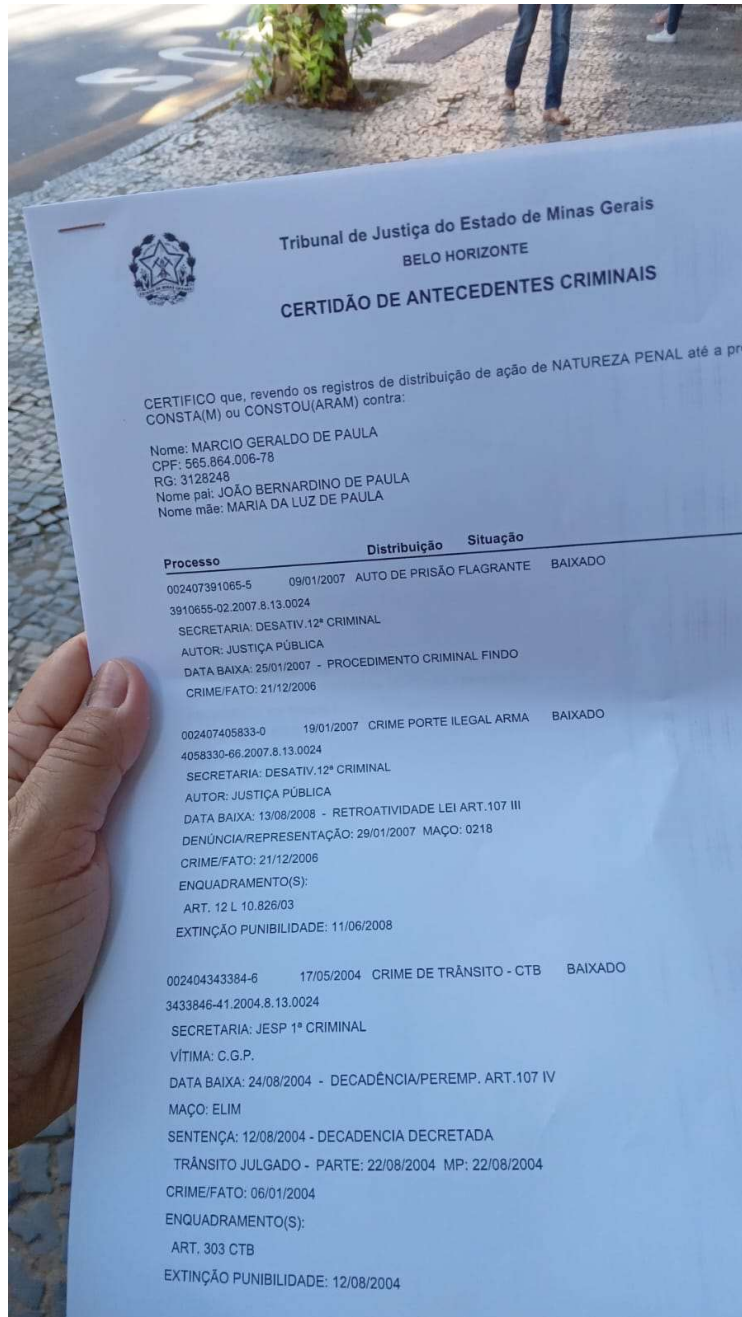 Tribunal de Justiça do Estado de Minas Gerais
BELO HORIZONTE
CERTIDÃO DE ANTECEDENTES CRIMINAIS
CERTIFICO que, revendo os registros de distribuição de ação de NATUREZA PENAL até a
CONSTA(M) ou CONSTOU(ARAM) contra:
Nome: MARCIO GERALDO DE PAULA
CPF: 565.864.006-78
RG: 3128248
Nome pai: JOÃO BERNARDINO DE PAULA
Nome mãe: MARIA DA LUZ DE PAULA
Processo Distribuição Situação
002407391065-5 09/01/2007 AUTO DE PRISÃO FLAGRANTE BAIXADO
3910655-02.2007.8.13.0024
SECRETARIA: DESATIV.12ª CRIMINAL
AUTOR: JUSTIÇA PÚBLICA
DATA BAIXA: 25/01/2007 - PROCEDIMENTO CRIMINAL FINDO
CRIME/FATO: 21/12/2006
002407405833-0 19/01/2007 CRIME PORTE ILEGAL ARMA BAIXADO
4058330-66.2007.8.13.0024
SECRETARIA: DESATIV.12ª CRIMINAL
AUTOR: JUSTIÇA PÚBLICA
DATA BAIXA: 13/08/2008 - RETROATIVIDADE LEI ART.107 III
DENÚNCIA/REPRESENTAÇÃO: 29/01/2007 MAÇO: 0218
CRIME/FATO: 21/12/2006
ENQUADRAMENTO(S):
ART. 12 L 10.826/03
EXTINÇÃO PUNIBILIDADE: 11/06/2008
002404343384-6 17/05/2004 CRIME DE TRÂNSITO - CTB BAIXADO
3433846-41.2004.8.13.0024
SECRETARIA: JESP 1ª CRIMINAL
VÍTIMA: C.G.P.
DATA BAIXA: 24/08/2004 - DECADÊNCIA/PEREMP. ART.107 IV
MAÇO: ELIM
SENTENÇA: 12/08/2004 - DECADENCIA DECRETADA
TRÂNSITO JULGADO - PARTE: 22/08/2004 MP: 22/08/2004
CRIME/FATO: 06/01/2004
ENQUADRAMENTO(S):
ART. 303 CTB
EXTINÇÃO PUNIBILIDADE: 12/08/2004